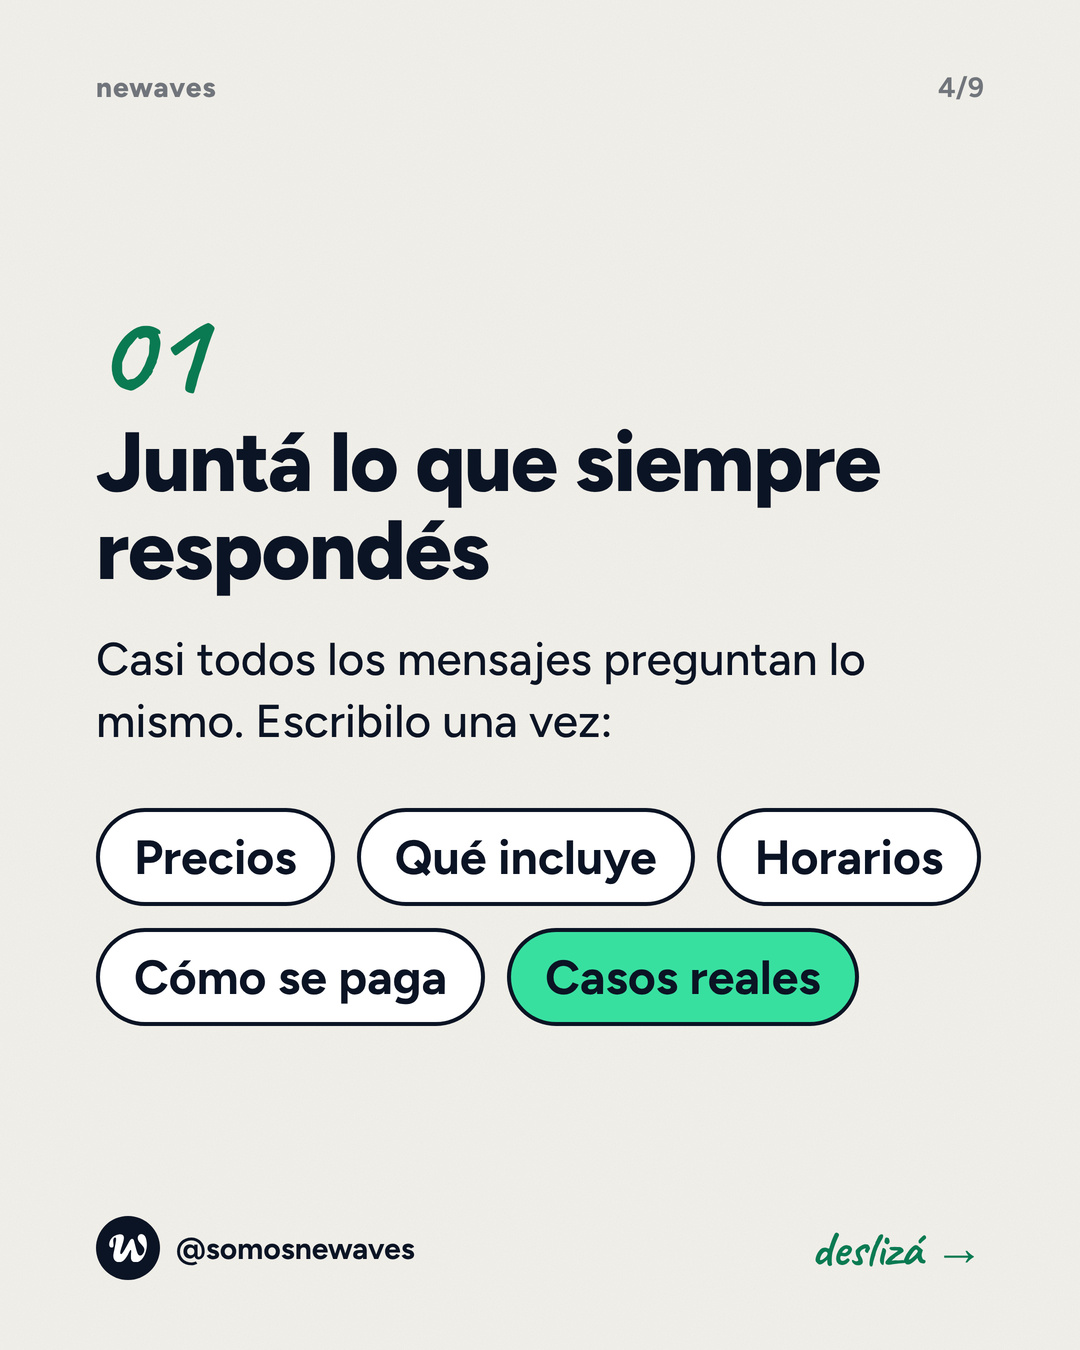 newaves
4/9
01
Juntá lo que siempre
respondés
Casi todos los mensajes preguntan lo
mismo. Escribilo una vez:
Precios
Qué incluye
Horarios
Cómo se paga
Casos reales
w
@somosnewaves
deslizá →